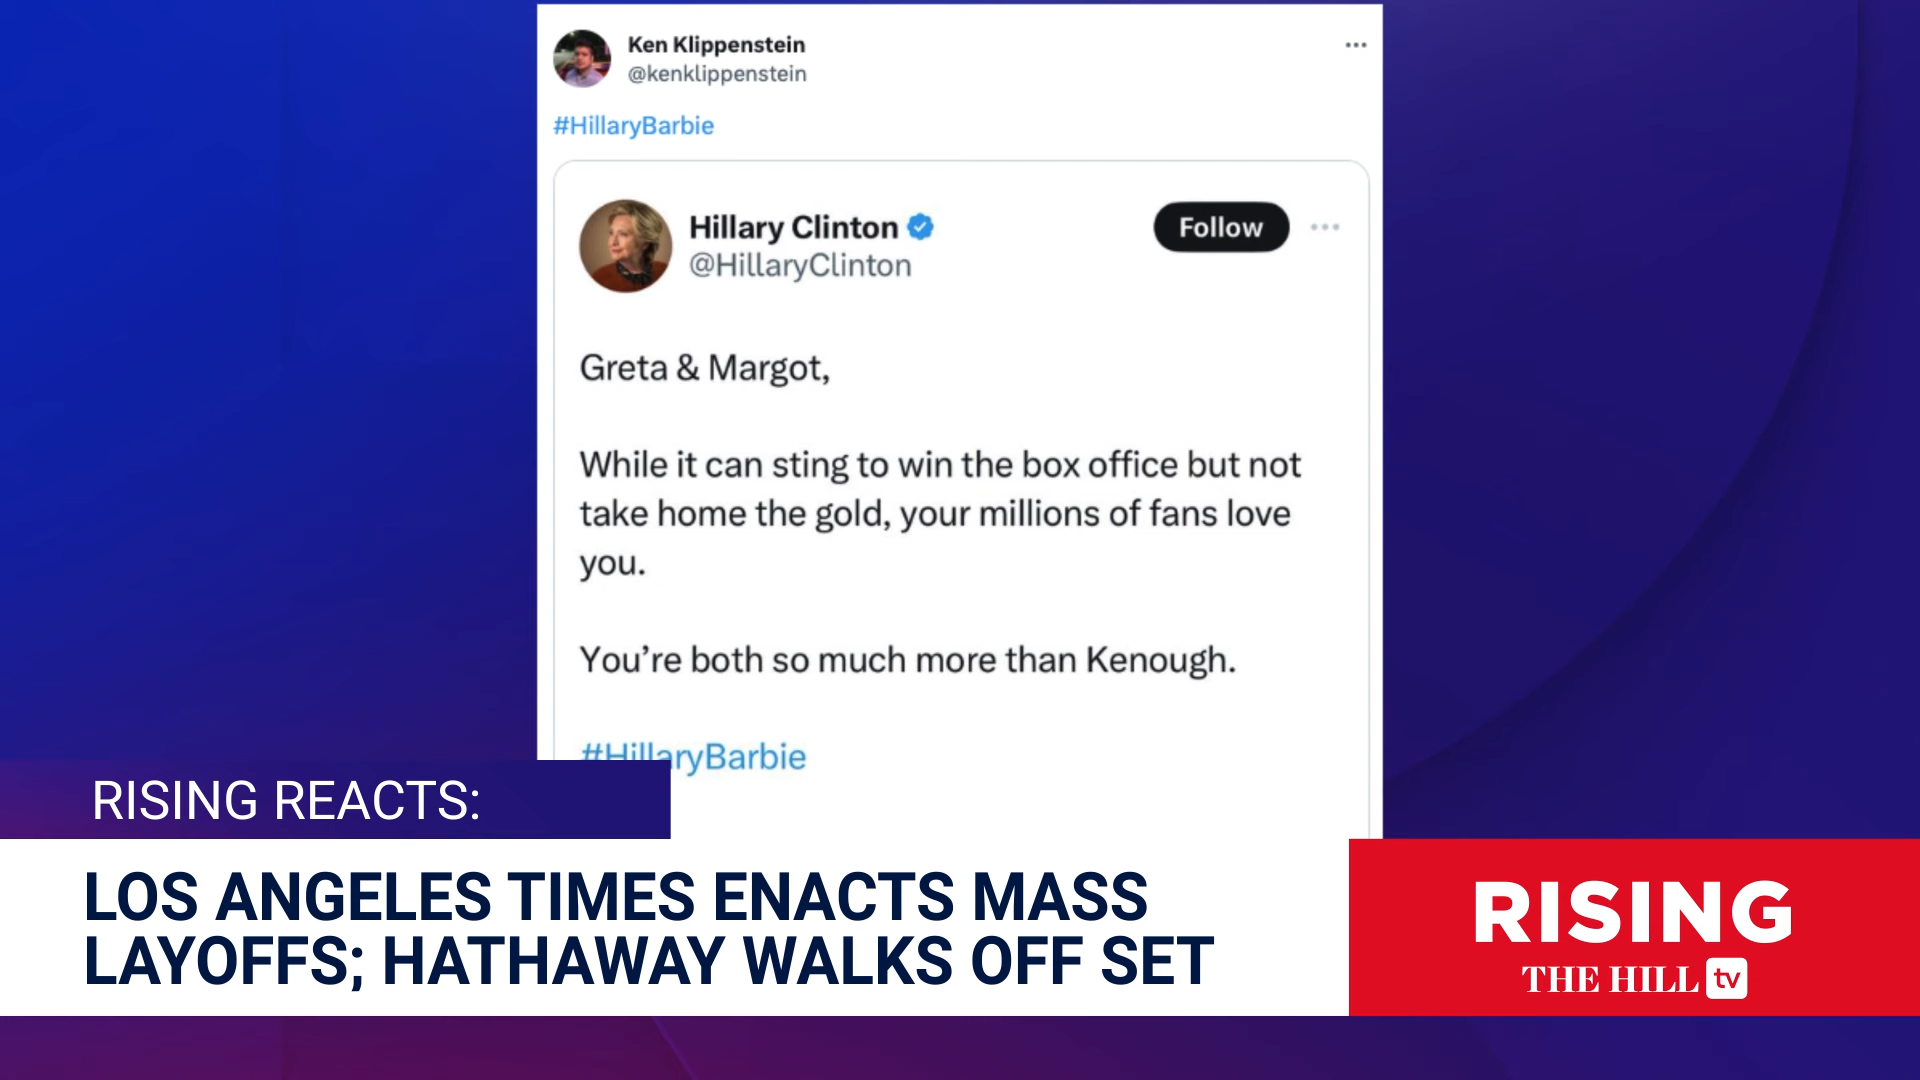 Ken Klippenstein
@kenklippenstein
#HillaryBarbie
Hillary Clinton
@HillaryClinton
Follow
Greta & Margot,
While it can sting to win the box office but not
take home the gold, your millions of fans love
you.
You’re both so much more than Kenough.
#HillaryBarbie
RISING REACTS:
LOS ANGELES TIMES ENACTS MASS
LAYOFFS; HATHAWAY WALKS OFF SET
RISING
THE HILL tv